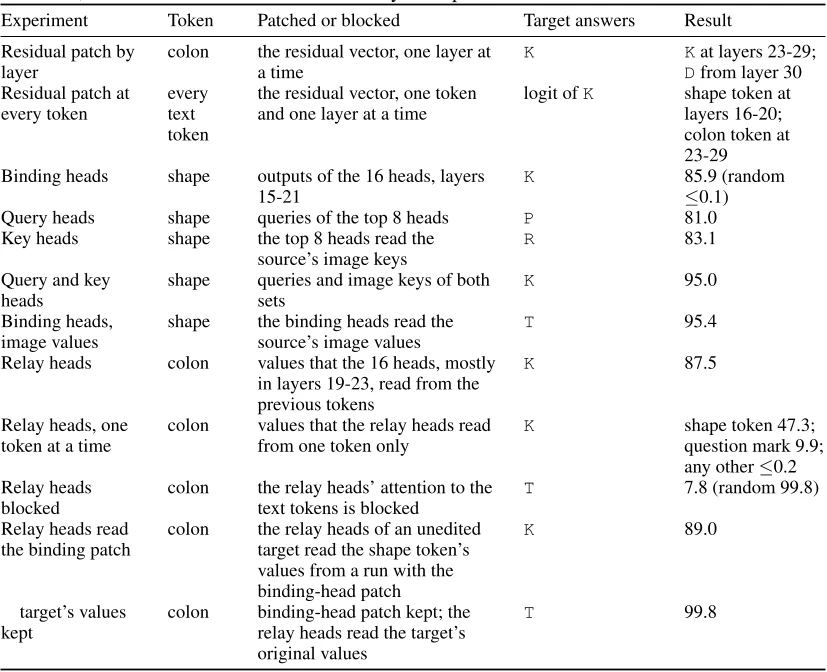 Experiment Token Patched or blocked Target answers Result
Residual patch by layer colon the residual vector, one layer at a time K K at layers 23-29; D from layer 30
Residual patch at every token every text token the residual vector, one token and one layer at a time logit of K shape token at layers 16-20; colon token at 23-29
Binding heads shape outputs of the 16 heads, layers 15-21 K 85.9 (random ≤0.1)
Query heads shape queries of the top 8 heads P 81.0
Key heads shape the top 8 heads read the source's image keys R 83.1
Query and key heads shape queries and image keys of both sets K 95.0
Binding heads, image values shape the binding heads read the source's image values T 95.4
Relay heads colon values that the 16 heads, mostly in layers 19-23, read from the previous tokens K 87.5
Relay heads, one token at a time colon values that the relay heads read from one token only K shape token 47.3; question mark 9.9; any other ≤0.2
Relay heads blocked colon the relay heads' attention to the text tokens is blocked T 7.8 (random 99.8)
Relay heads read the binding patch colon the relay heads of an unedited target read the shape token's values from a run with the binding-head patch K 89.0
target's values kept colon binding-head patch kept; the relay heads read the target's original values T 99.8